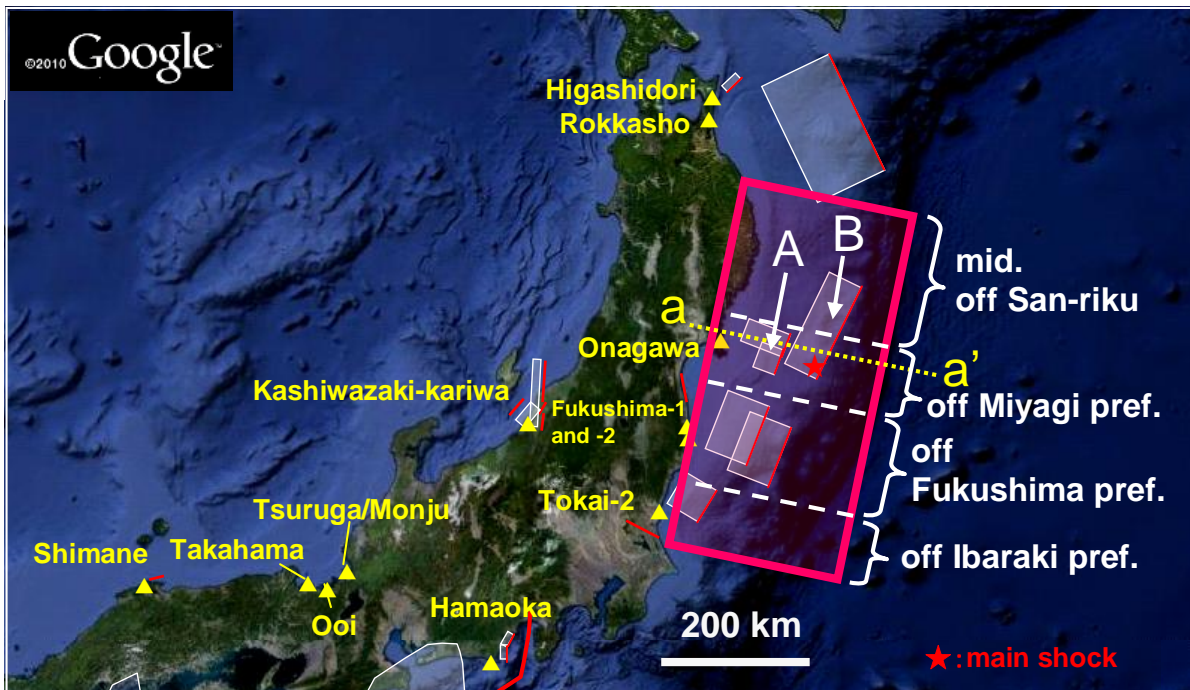 ©2010 Google™
Higashidori
Rokkasho
B
A
mid.
off San-riku
a
Onagawa
a'
Kashiwazaki-kariwa
off Miyagi pref.
Fukushima-1
and -2
off
Fukushima pref.
Tokai-2
Tsuruga/Monju
Shimane
Takahama
off Ibaraki pref.
Ooi
Hamaoka
200 km
★: main shock